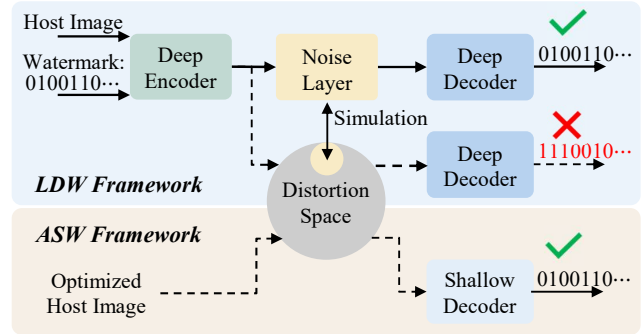 Host Image
Watermark:
0100110···
Deep
Encoder
Noise
Layer
Deep
Decoder
0100110···
Simulation
Deep
Decoder
1110010···
LDW Framework
Distortion
Space
ASW Framework
Optimized
Host Image
Shallow
Decoder
0100110···